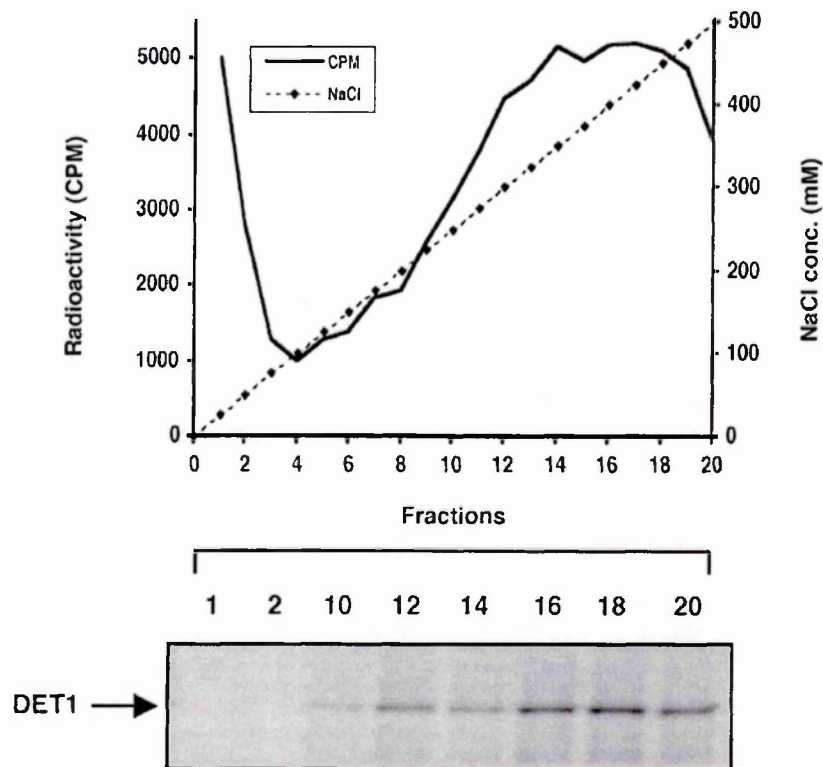 CPM
NaCl
5000
4000
3000
2000
1000
0
Radioactivity (CPM)
500
400
300
200
100
0
NaCl conc. (mM)
0 2 4 6 8 10 12 14 16 18 20
Fractions
1 2 10 12 14 16 18 20
DET1